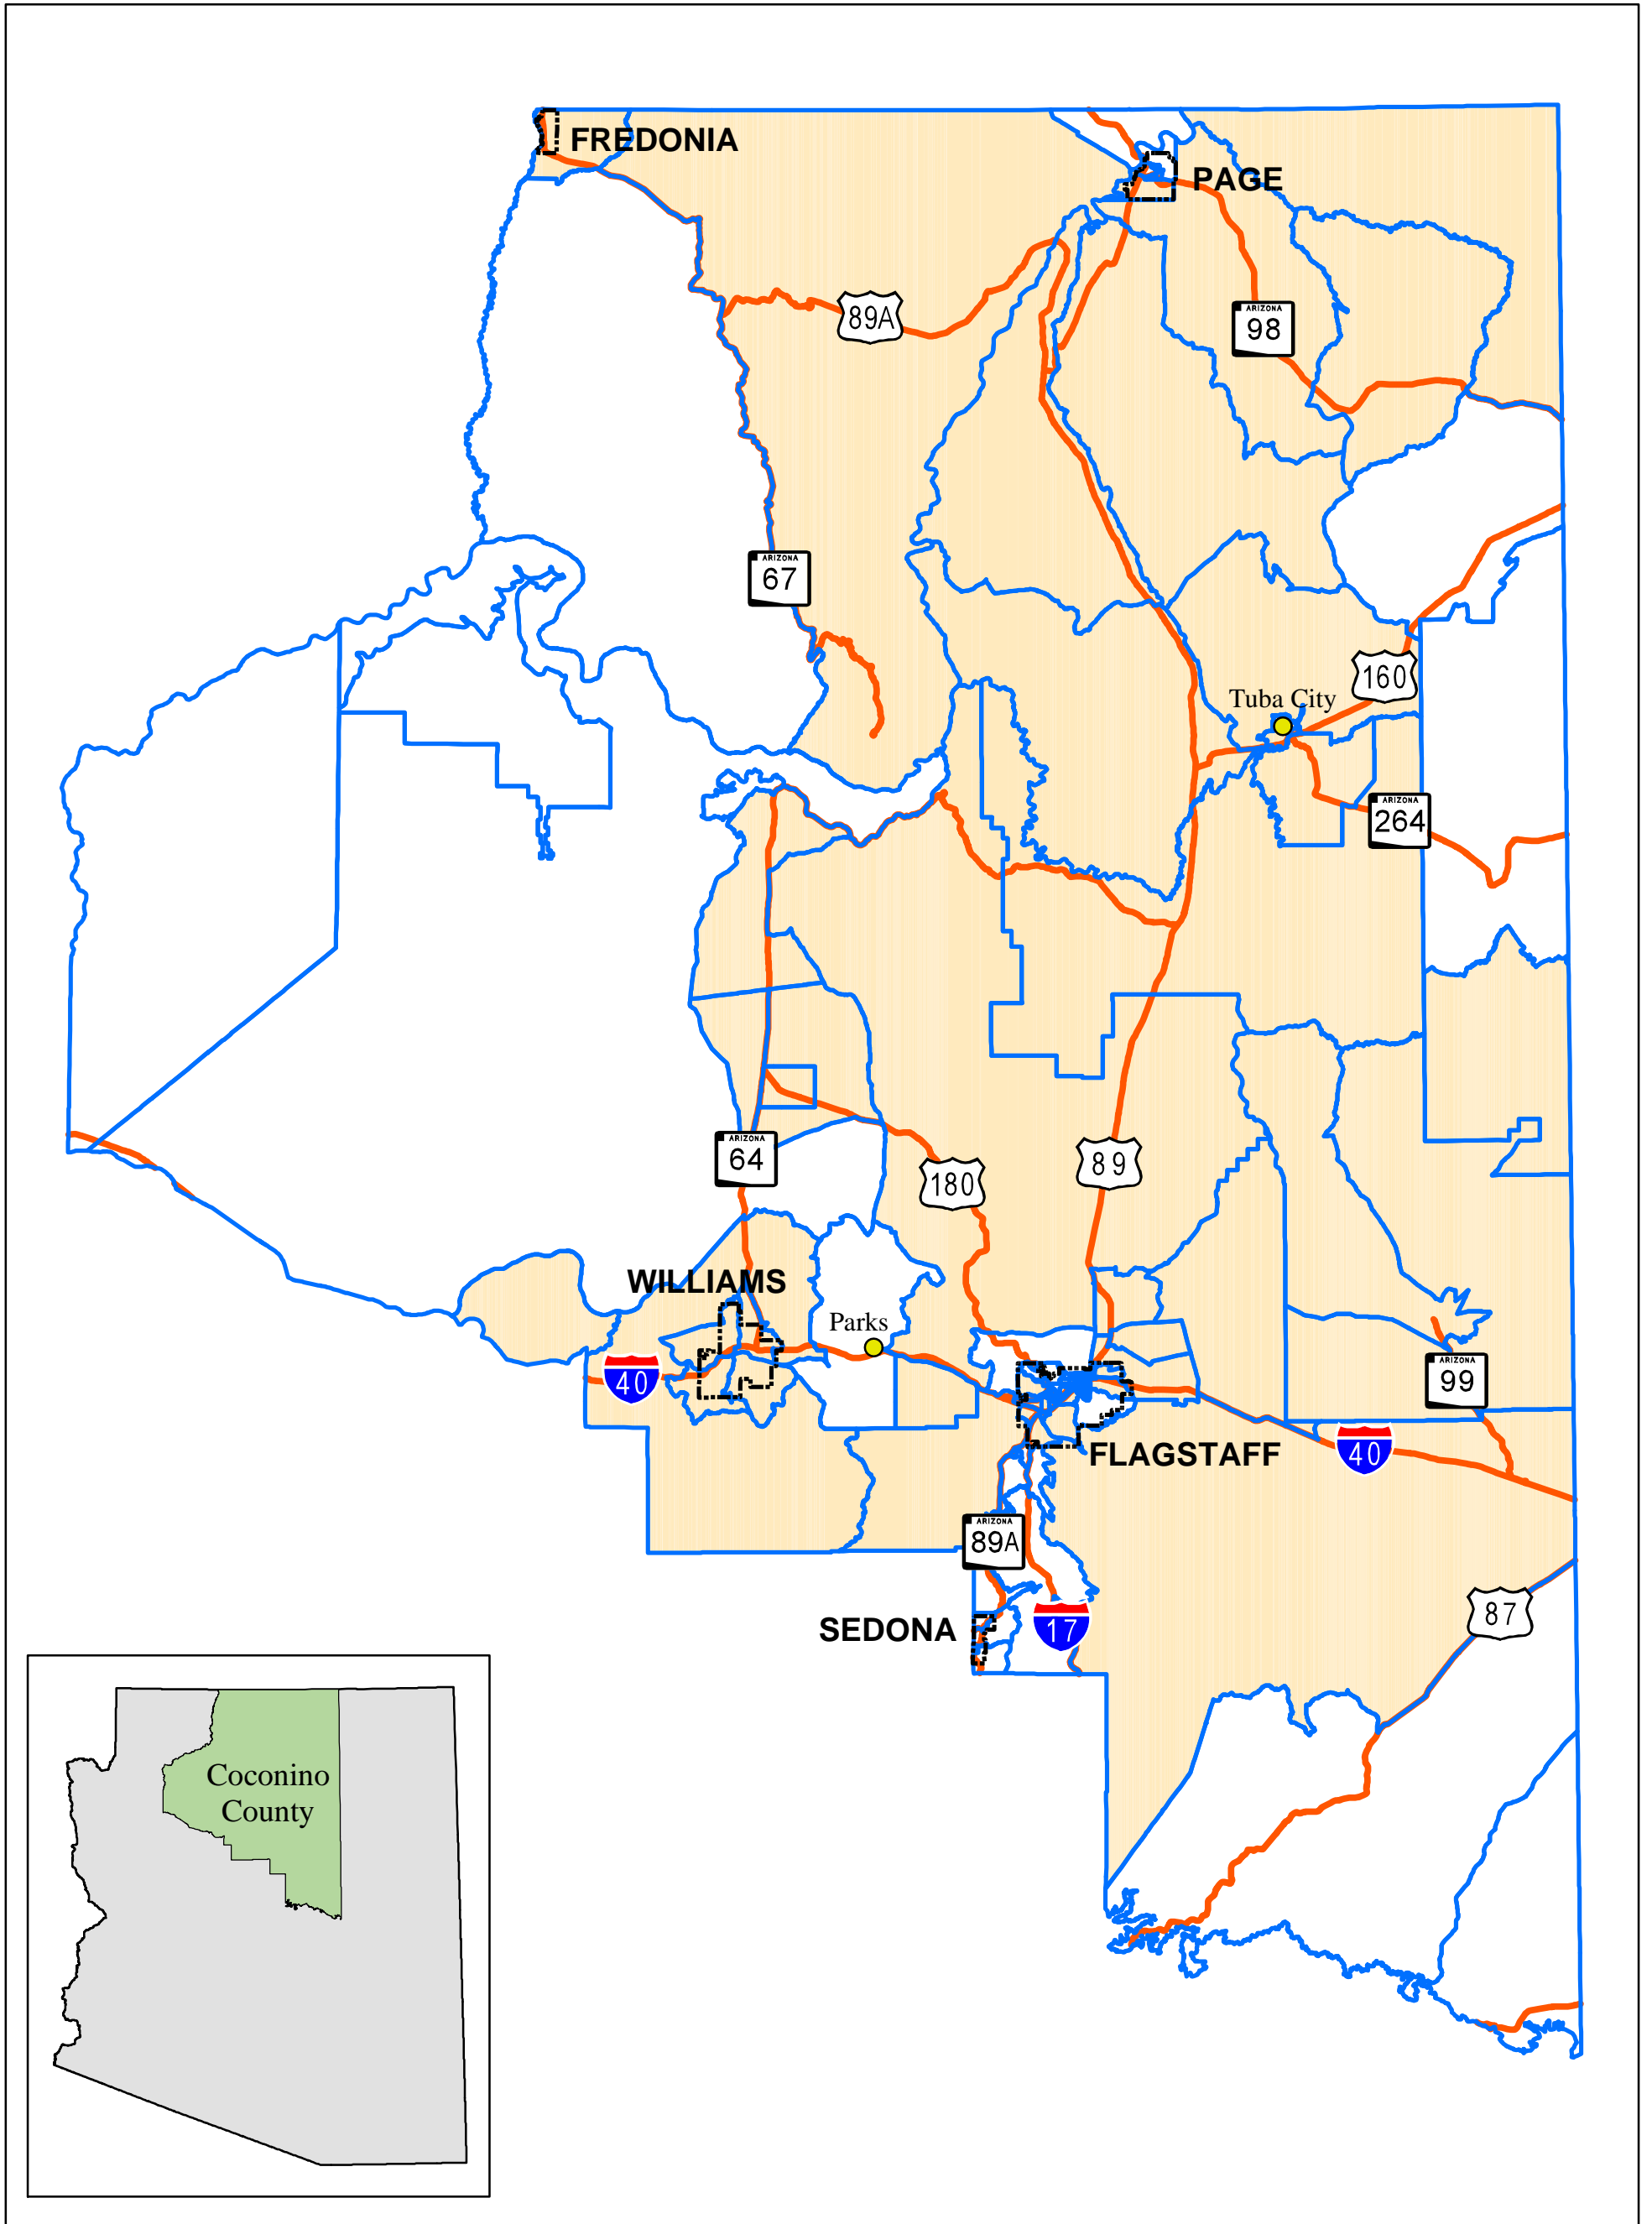 FREDONIA
PAGE
89A
ARIZONA
98
ARIZONA
67
160
Tuba City
ARIZONA
264
ARIZONA
64
180
89
WILLIAMS
Parks
40
ARIZONA
99
FLAGSTAFF
40
ARIZONA
89A
87
SEDONA
17
Coconino
County